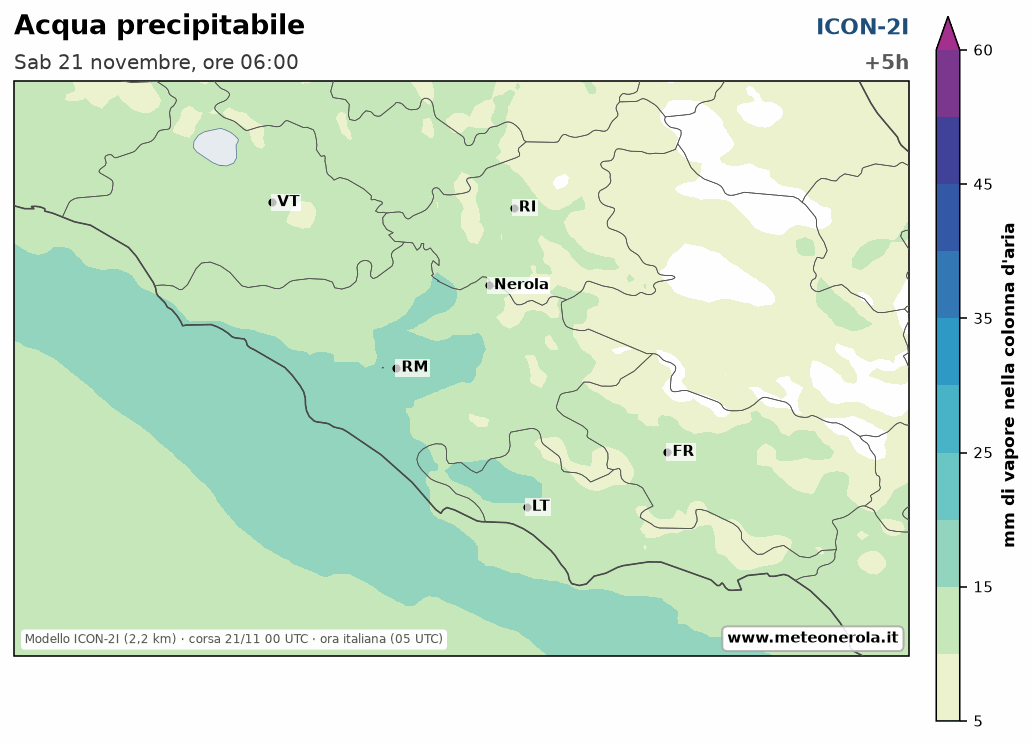 Acqua precipitabile
ICON-2I
Sab 21 novembre, ore 06:00
+5h
60
45
35
25
15
5
mm di vapore nella colonna d'aria
VT
RI
Nerola
RM
FR
LT
Modello ICON-2I (2,2 km) · corsa 21/11 00 UTC · ora italiana (05 UTC)
www.meteonerola.it